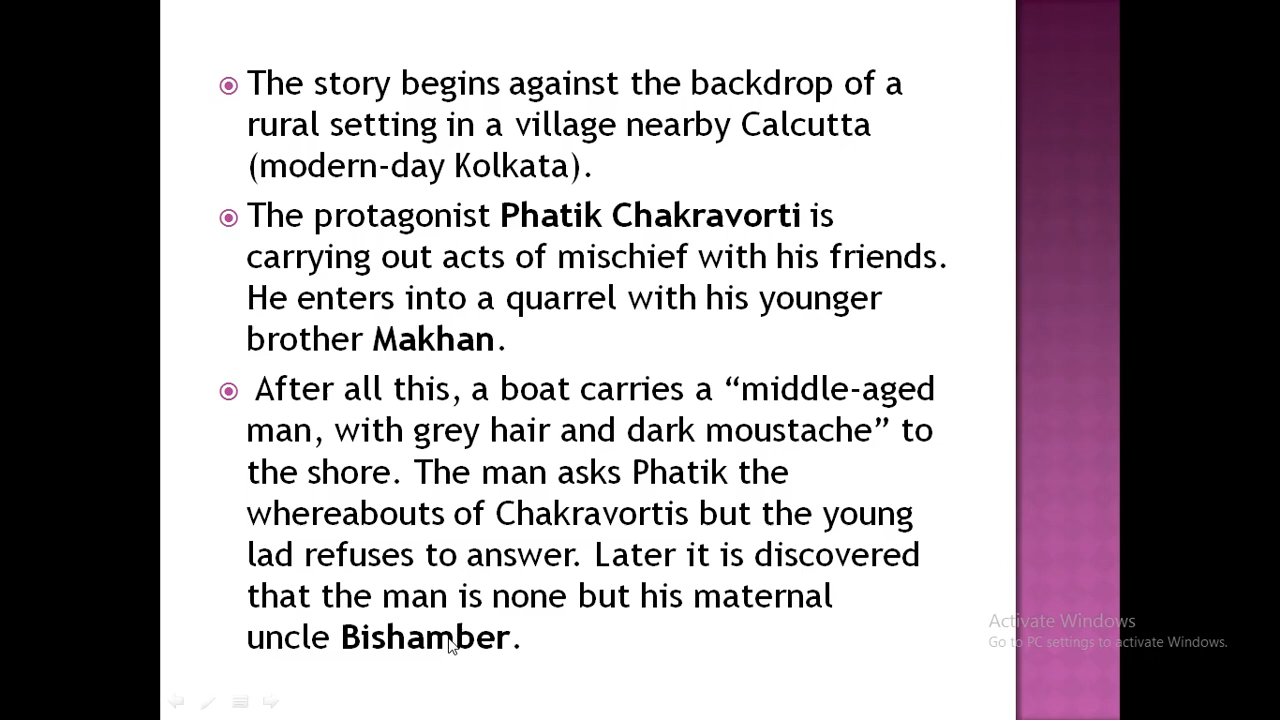 The story begins against the backdrop of a
rural setting in a village nearby Calcutta
(modern-day Kolkata).
The protagonist Phatik Chakravorti is
carrying out acts of mischief with his friends.
He enters into a quarrel with his younger
brother Makhan.
After all this, a boat carries a “middle-aged
man, with grey hair and dark moustache” to
the shore. The man asks Phatik the
whereabouts of Chakravortis but the young
lad refuses to answer. Later it is discovered
that the man is none but his maternal
uncle Bishamber.
Activate Windows
Go to PC settings to activate Windows.